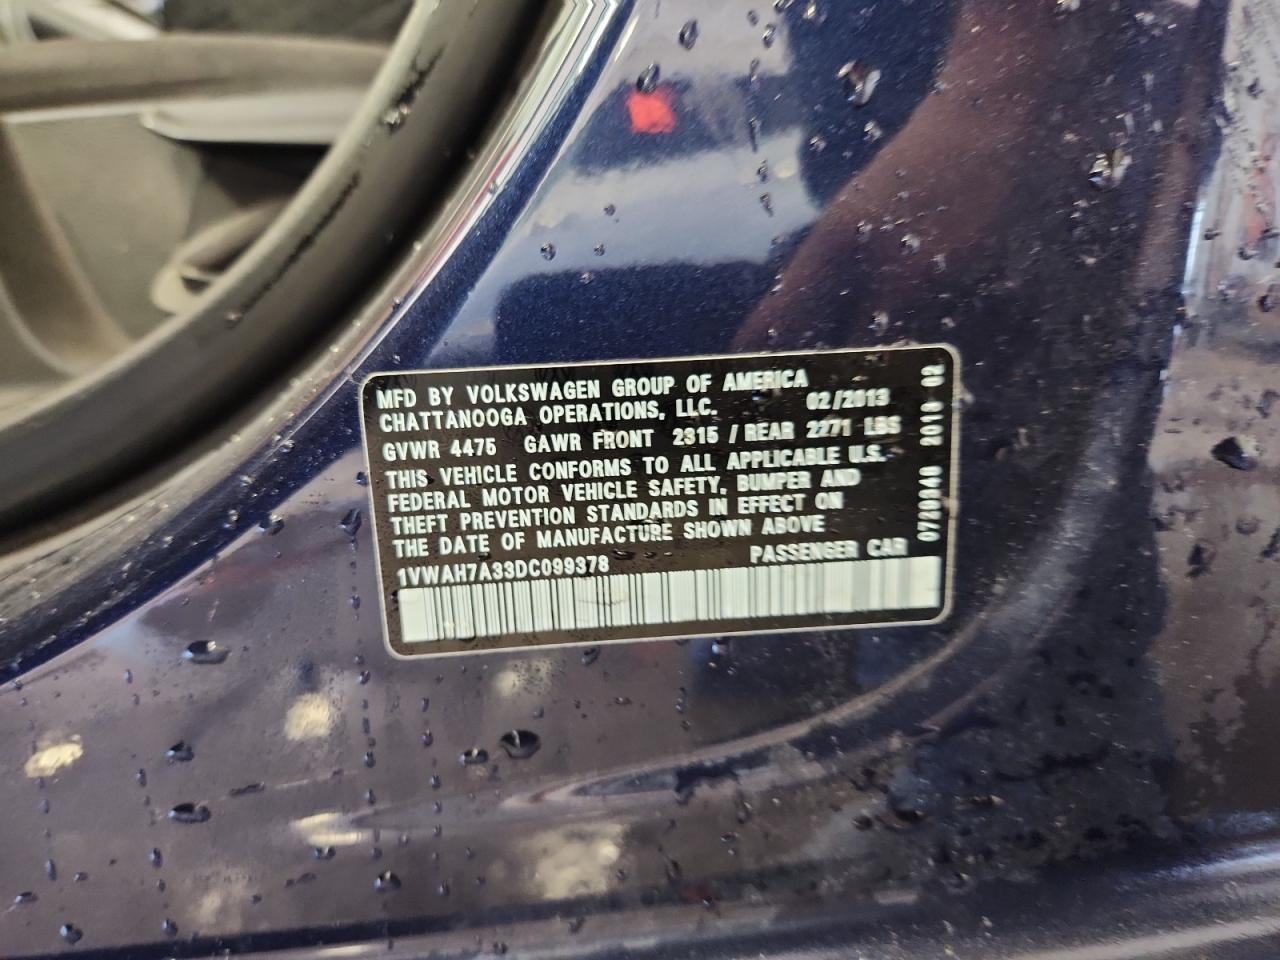 MFD BY VOLKSWAGEN GROUP OF AMERICA
CHATTANOOGA OPERATIONS, LLC. 02/2013
GVWR 4475 GAWR FRONT 2315 / REAR 2271 LBS
THIS VEHICLE CONFORMS TO ALL APPLICABLE U.S.
FEDERAL MOTOR VEHICLE SAFETY, BUMPER AND
THEFT PREVENTION STANDARDS IN EFFECT ON
THE DATE OF MANUFACTURE SHOWN ABOVE
1VWAH7A33DC099378 PASSENGER CAR
2013 02